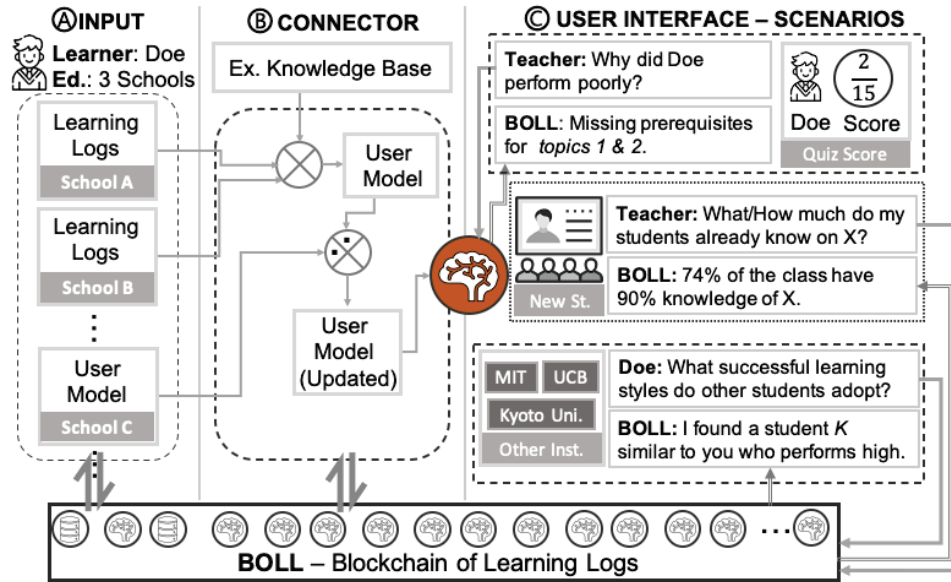 Ⓐ INPUT
Learner: Doe
Ed.: 3 Schools
Learning
Logs
School A
Learning
Logs
School B
User
Model
School C
Ⓑ CONNECTOR
Ex. Knowledge Base
User
Model
User
Model
(Updated)
Ⓒ USER INTERFACE – SCENARIOS
Teacher: Why did Doe
perform poorly?
BOLL: Missing prerequisites
for topics 1 & 2.
2
15
Doe Score
Quiz Score
Teacher: What/How much do my
students already know on X?
BOLL: 74% of the class have
90% knowledge of X.
New St.
MIT
UCB
Kyoto Uni.
Other Inst.
Doe: What successful learning
styles do other students adopt?
BOLL: I found a student K
similar to you who performs high.
...
BOLL – Blockchain of Learning Logs